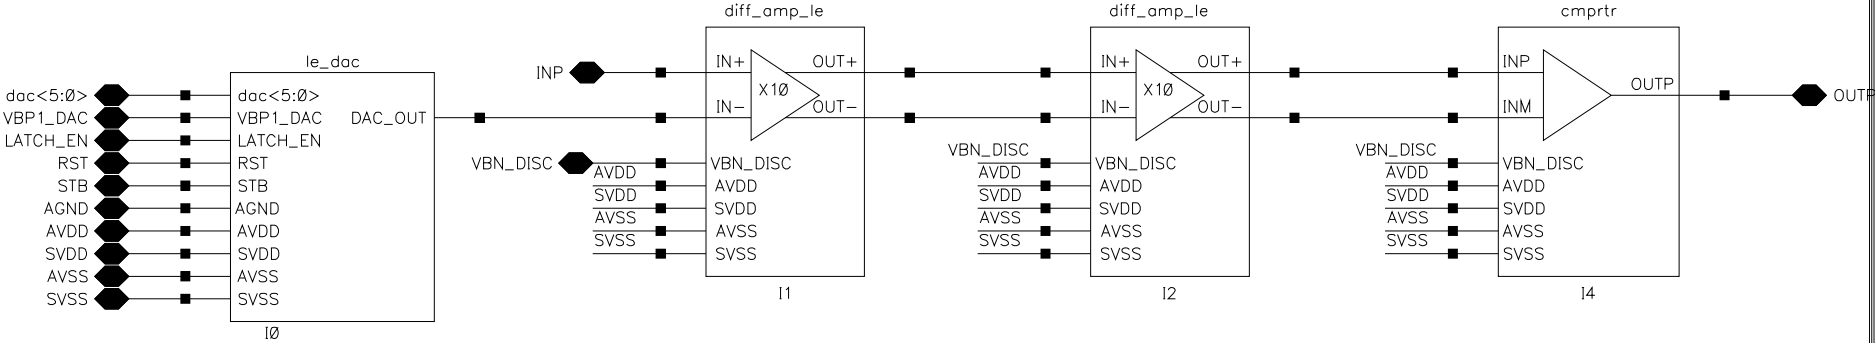 diff_amp_le
diff_amp_le
cmprtr
le_dac
INP
IN+
OUT+
IN+
OUT+
INP
X10
X10
OUTP
OUTP
dac<5:0>
dac<5:0>
IN-
OUT-
IN-
OUT-
INM
VBP1_DAC
VBP1_DAC
DAC_OUT
LATCH_EN
LATCH_EN
RST
RST
VBN_DISC
VBN_DISC
VBN_DISC
VBN_DISC
VBN_DISC
VBN_DISC
STB
STB
AVDD
AVDD
AVDD
AVDD
AVDD
AVDD
AGND
AGND
SVDD
SVDD
SVDD
SVDD
SVDD
SVDD
AVDD
AVDD
AVSS
AVSS
AVSS
AVSS
AVSS
AVSS
SVDD
SVDD
SVSS
SVSS
SVSS
SVSS
SVSS
SVSS
AVSS
AVSS
SVSS
SVSS
I0
I1
I2
I4